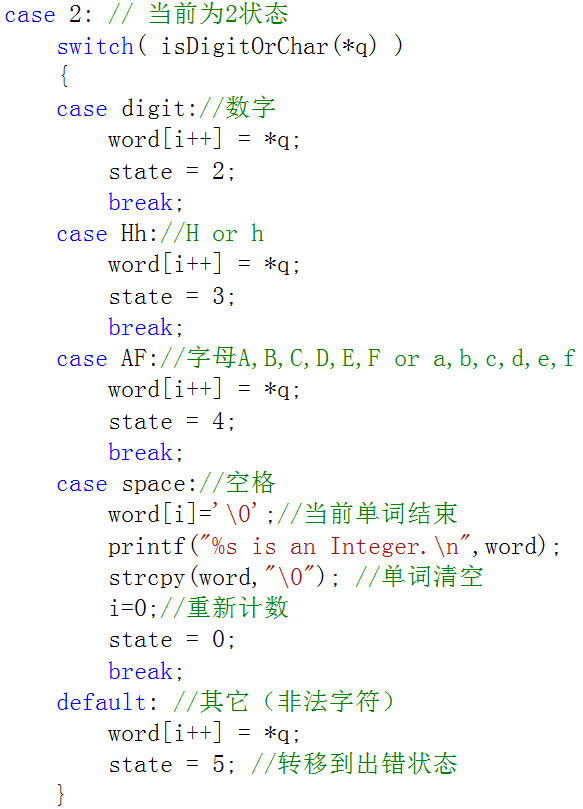 case 2: // 当前为2状态
switch( isDigitOrChar(*q) )
{
case digit://数字
word[i++] = *q;
state = 2;
break;
case Hh://H or h
word[i++] = *q;
state = 3;
break;
case AF://字母A,B,C,D,E,F or a,b,c,d,e,f
word[i++] = *q;
state = 4;
break;
case space://空格
word[i]='\0';//当前单词结束
printf("%s is an Integer.\n",word);
strcpy(word,"\0"); //单词清空
i=0;//重新计数
state = 0;
break;
default: //其它（非法字符）
word[i++] = *q;
state = 5; //转移到出错状态
}